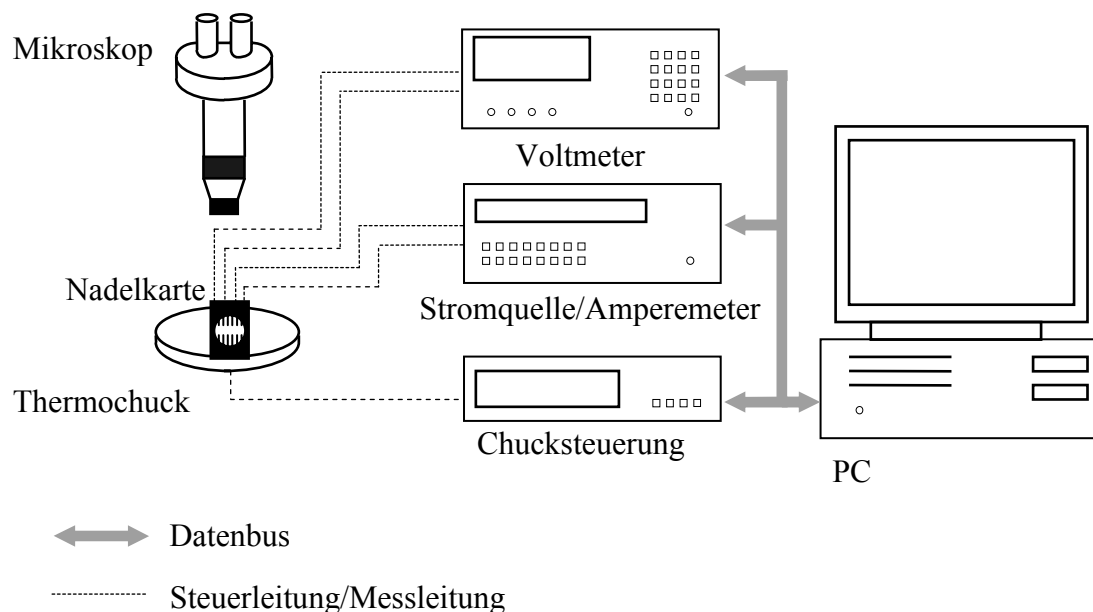 Mikroskop
Voltmeter
Nadelkarte
Stromquelle/Amperemeter
Thermochuck
Chucksteuerung
PC
Datenbus
Steuerleitung/Messleitung